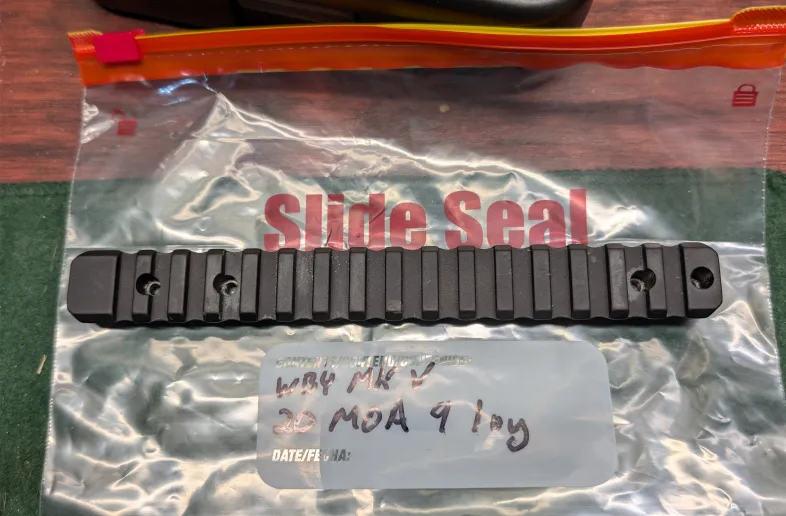 Slide Seal
WBY MK V
20 MOA 9 lug
DATE/FECHA: